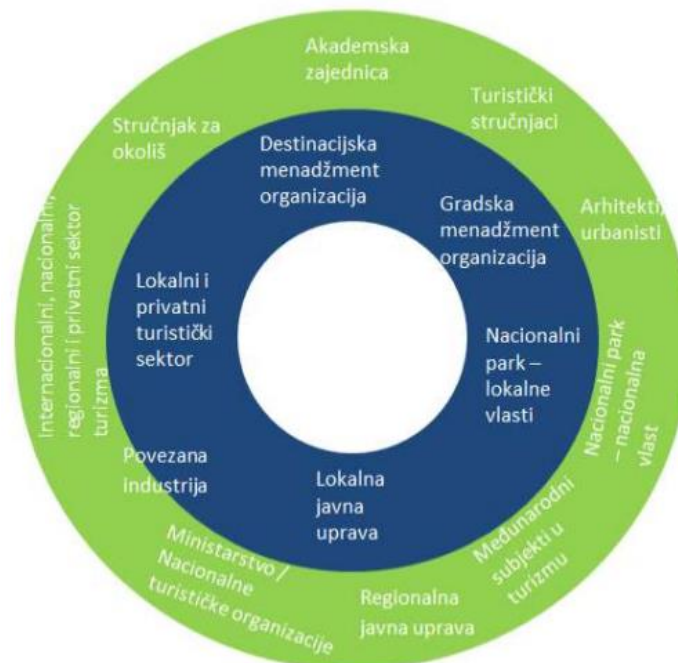 Akademska
zajednica
Turistički
stručnjaci
Arhitekti/
urbanisti
Nacionalni park
– nacionalna
vlast
Međunarodni
subjekti u
turizmu
Regionalna
javna uprava
Ministarstvo /
Nacionalne
turističke organizacije
Internacionalni, nacionalni,
regionalni i privatni sektor
turizma
Stručnjak za
okoliš
Destinacijska
menadžment
organizacija
Gradska
menadžment
organizacija
Nacionalni
park –
lokalne
vlasti
Lokalna
javna
uprava
Povezana
industrija
Lokalni i
privatni
turistički
sektor